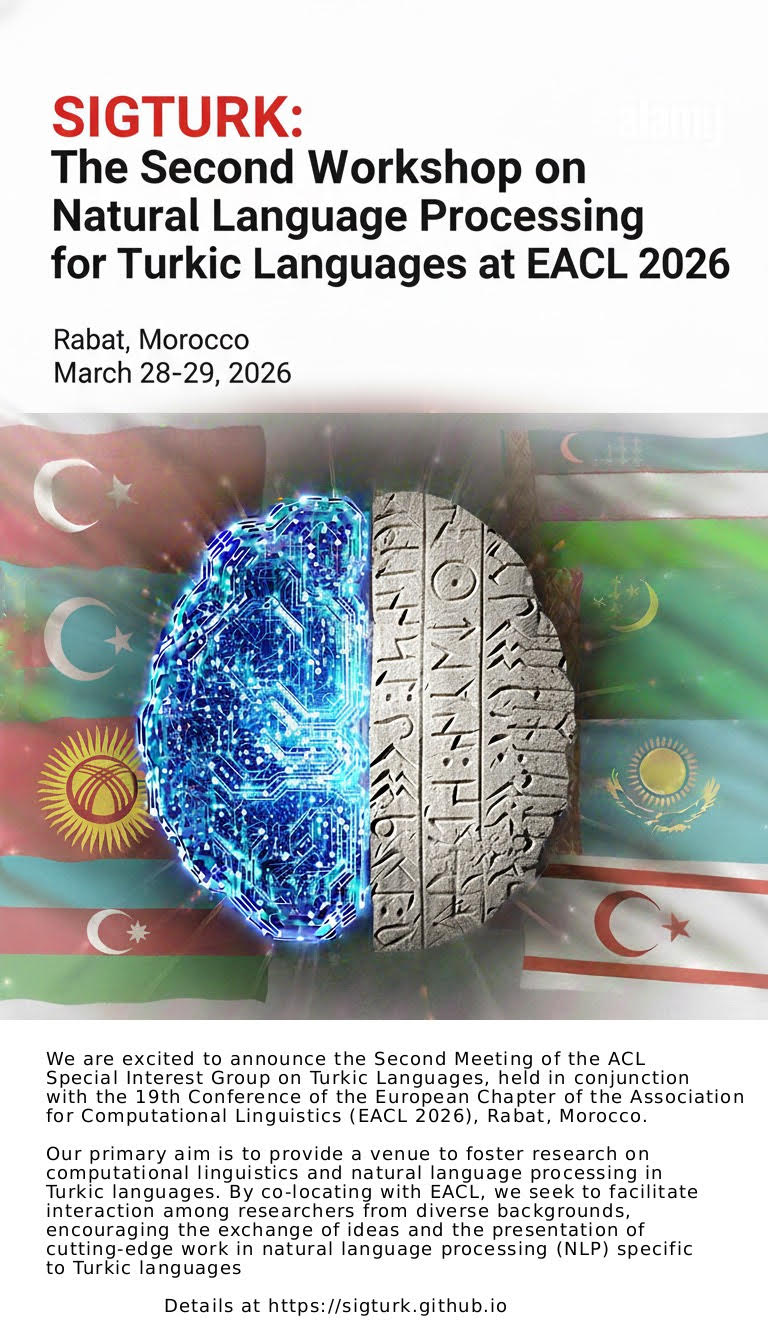 SIGTURK:
The Second Workshop on
Natural Language Processing
for Turkic Languages at EACL 2026
Rabat, Morocco
March 28-29, 2026
alamy
We are excited to announce the Second Meeting of the ACL
Special Interest Group on Turkic Languages, held in conjunction
with the 19th Conference of the European Chapter of the Association
for Computational Linguistics (EACL 2026), Rabat, Morocco.
Our primary aim is to provide a venue to foster research on
computational linguistics and natural language processing in
Turkic languages. By co-locating with EACL, we seek to facilitate
interaction among researchers from diverse backgrounds,
encouraging the exchange of ideas and the presentation of
cutting-edge work in natural language processing (NLP) specific
to Turkic languages
Details at https://sigturk.github.io